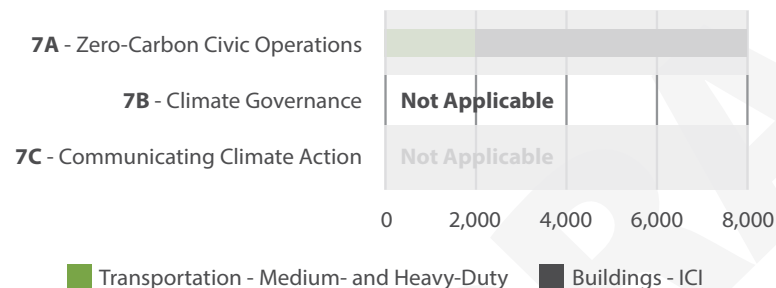 7A - Zero-Carbon Civic Operations
7B - Climate Governance Not Applicable
7C - Communicating Climate Action Not Applicable
0 2,000 4,000 6,000 8,000
Transportation - Medium- and Heavy-Duty Buildings - ICI